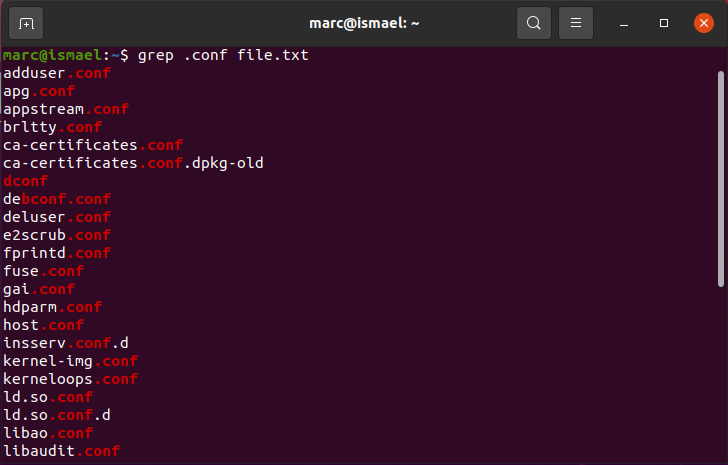 marc@ismael: ~
marc@ismael:~$ grep .conf file.txt
adduser.conf
apg.conf
appstream.conf
brltty.conf
ca-certificates.conf
ca-certificates.conf.dpkg-old
dconf
debconf.conf
deluser.conf
e2scrub.conf
fprintd.conf
fuse.conf
gai.conf
hdparm.conf
host.conf
insserv.conf.d
kernel-img.conf
kerneloops.conf
ld.so.conf
ld.so.conf.d
libao.conf
libaudit.conf